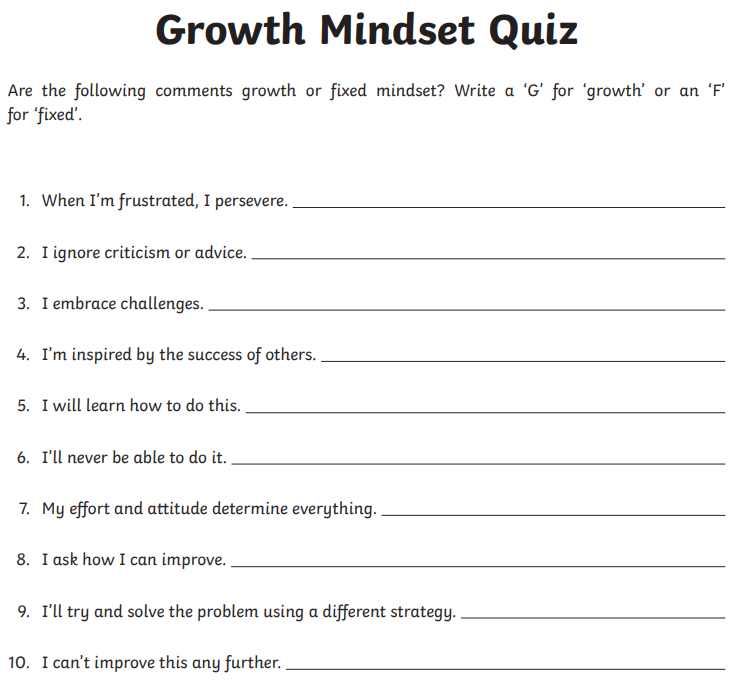 Growth Mindset Quiz
Are the following comments growth or fixed mindset? Write a ‘G’ for ‘growth’ or an ‘F’
for ‘fixed’.
1. When I’m frustrated, I persevere.
2. I ignore criticism or advice.
3. I embrace challenges.
4. I’m inspired by the success of others.
5. I will learn how to do this.
6. I’ll never be able to do it.
7. My effort and attitude determine everything.
8. I ask how I can improve.
9. I’ll try and solve the problem using a different strategy.
10. I can’t improve this any further.